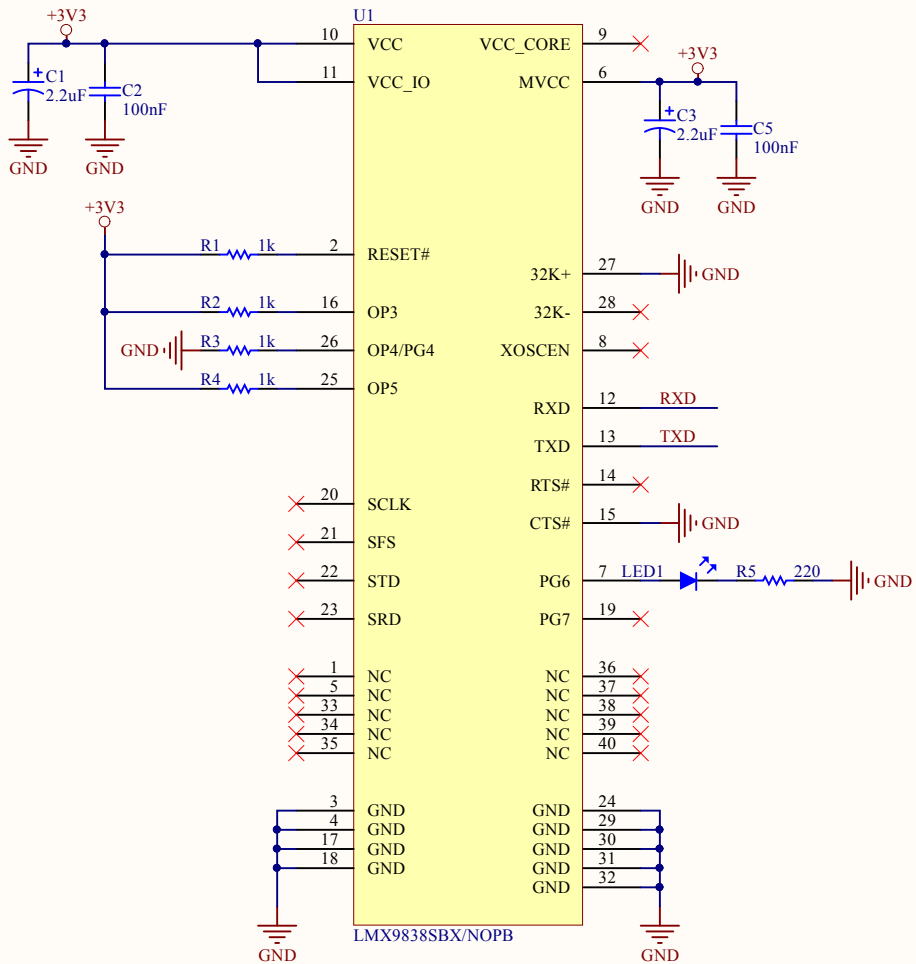 U1
+3V3
10 VCC
11 VCC_IO
C1
2.2uF
C2
100nF
GND
GND
VCC_CORE 9
MVCC 6
+3V3
C3
2.2uF
C5
100nF
GND
GND
+3V3
R1 1k 2 RESET#
R2 1k 16 OP3
GND R3 1k 26 OP4/PG4
R4 1k 25 OP5
32K+ 27 GND
32K- 28
XOSCEN 8
RXD 12 RXD
TXD 13 TXD
RTS# 14
CTS# 15 GND
20 SCLK
21 SFS
22 STD
23 SRD
PG6 7 LED1 R5 220 GND
PG7 19
1 NC
5 NC
33 NC
34 NC
35 NC
NC 36
NC 37
NC 38
NC 39
NC 40
3 GND
4 GND
17 GND
18 GND
GND 24
GND 29
GND 30
GND 31
GND 32
GND
GND
LMX9838SBX/NOPB